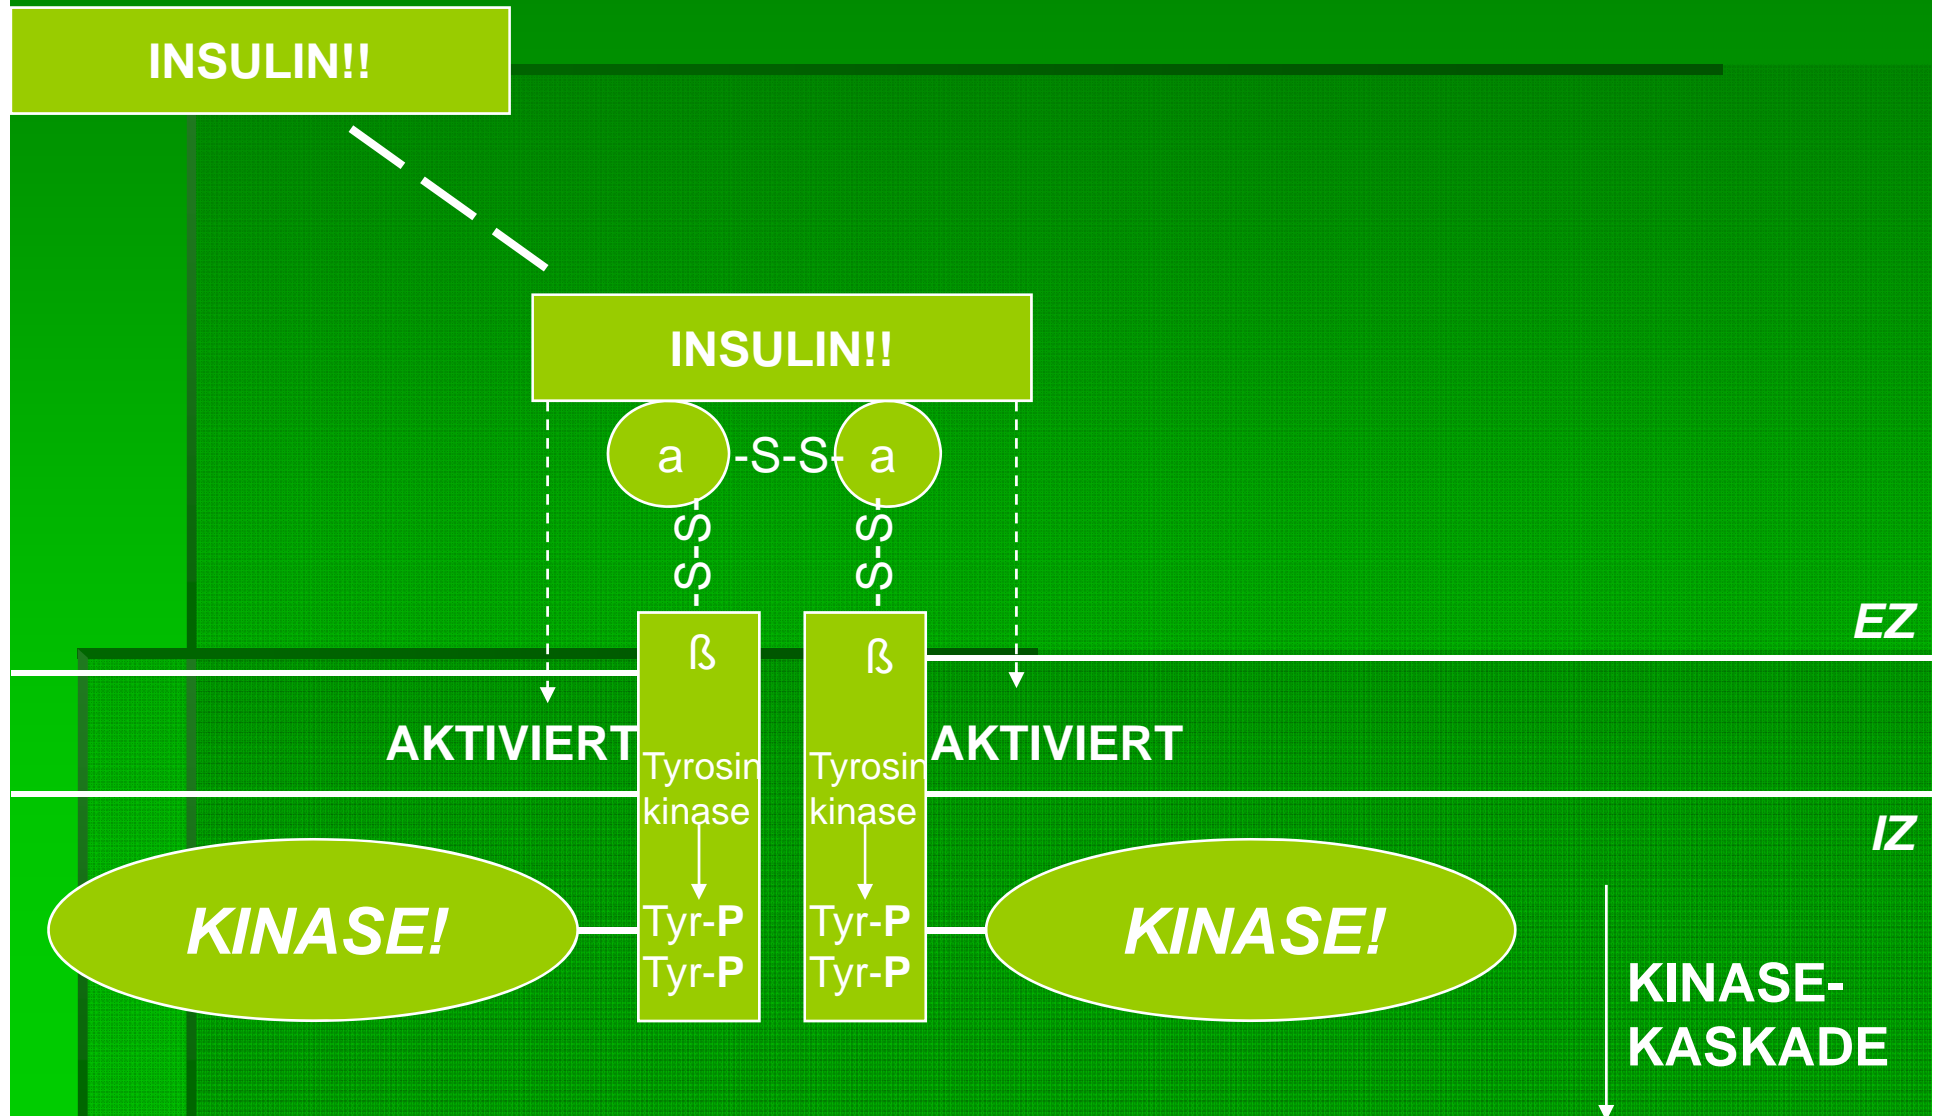 INSULIN!!
INSULIN!!
a -S-S- a
-S-S-
-S-S-
EZ
ß
ß
AKTIVIERT
AKTIVIERT
Tyrosin
kinase
Tyrosin
kinase
IZ
KINASE!
Tyr-P
Tyr-P
Tyr-P
Tyr-P
KINASE!
KINASE-
KASKADE